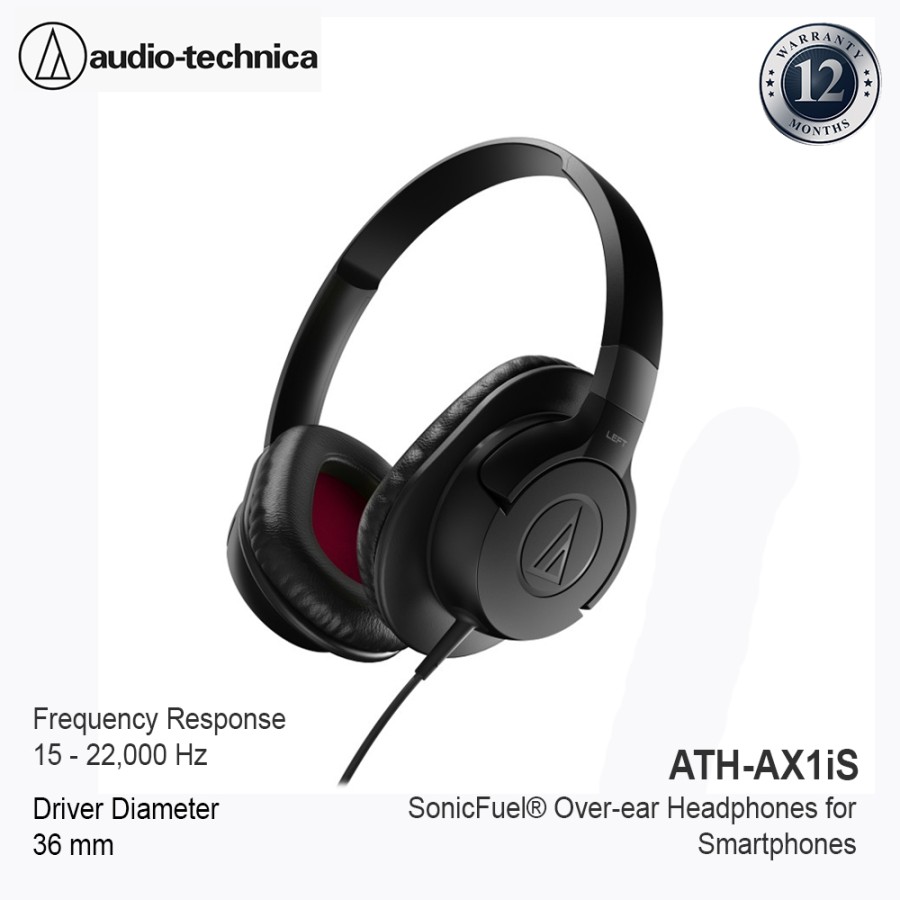 audio-technica
WARRANTY
12
MONTHS
LEFT
Frequency Response
15 - 22,000 Hz
Driver Diameter
36 mm
ATH-AX1iS
SonicFuel® Over-ear Headphones for
Smartphones